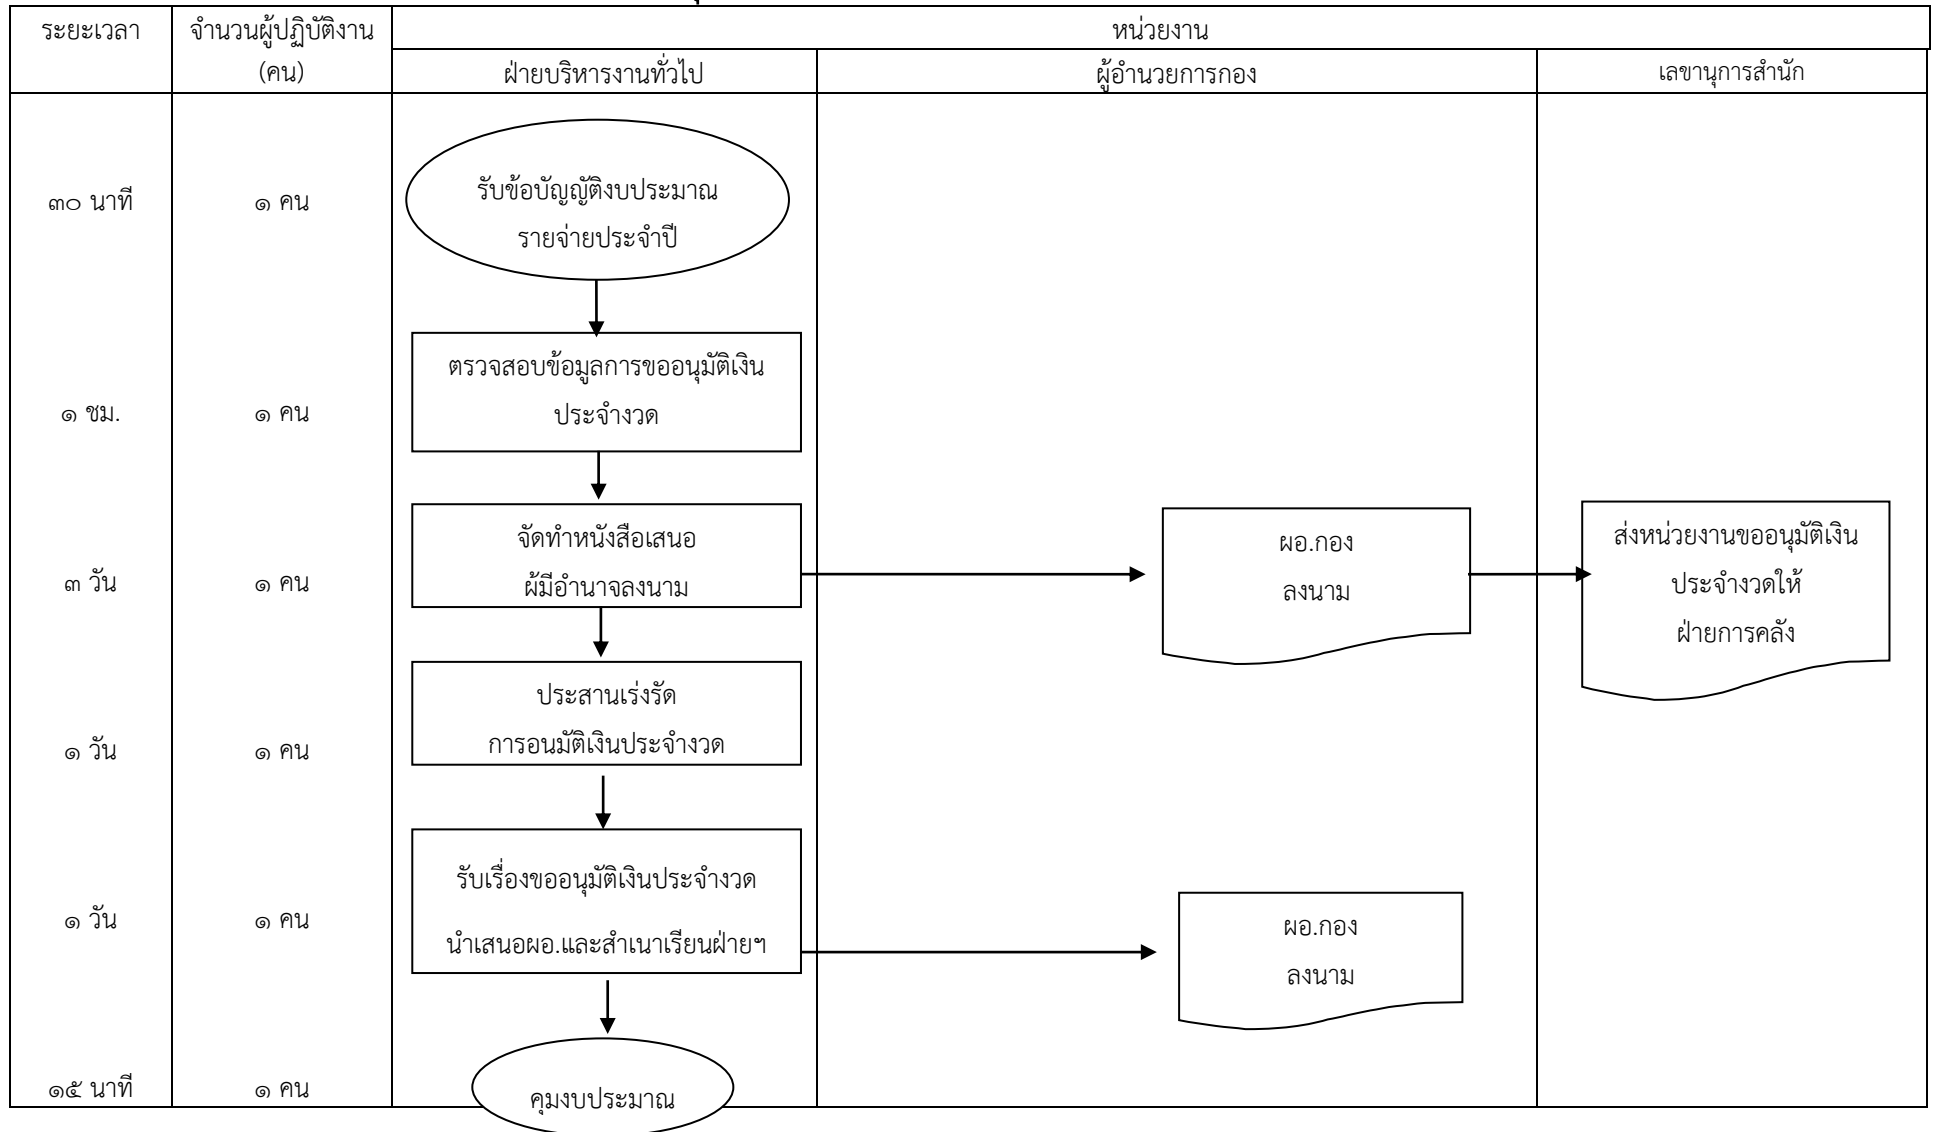 ระยะเวลา
จำนวนผู้ปฏิบัติงาน
(คน)
หน่วยงาน
ฝ่ายบริหารงานทั่วไป
ผู้อำนวยการกอง
เลขานุการสำนัก
๓๐ นาที
๑ คน
รับข้อบัญญัติงบประมาณ
รายจ่ายประจำปี
๑ ชม.
๑ คน
ตรวจสอบข้อมูลการขออนุมัติเงิน
ประจำงวด
๓ วัน
๑ คน
จัดทำหนังสือเสนอ
ผ้มีอำนาจลงนาม
ผอ.กอง
ลงนาม
ส่งหน่วยงานขออนุมัติเงิน
ประจำงวดให้
ฝ่ายการคลัง
๑ วัน
๑ คน
ประสานเร่งรัด
การอนมัติเงินประจำงวด
๑ วัน
๑ คน
รับเรื่องขออนุมัติเงินประจำงวด
นำเสนอผอ.และสำเนาเรียนฝ่ายฯ
ผอ.กอง
ลงนาม
๑๕ นาที
๑ คน
คุมงบประมาณ